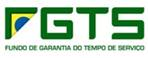 FGTS
FUNDO DE GARANTIA DO TEMPO DE SERVIÇO